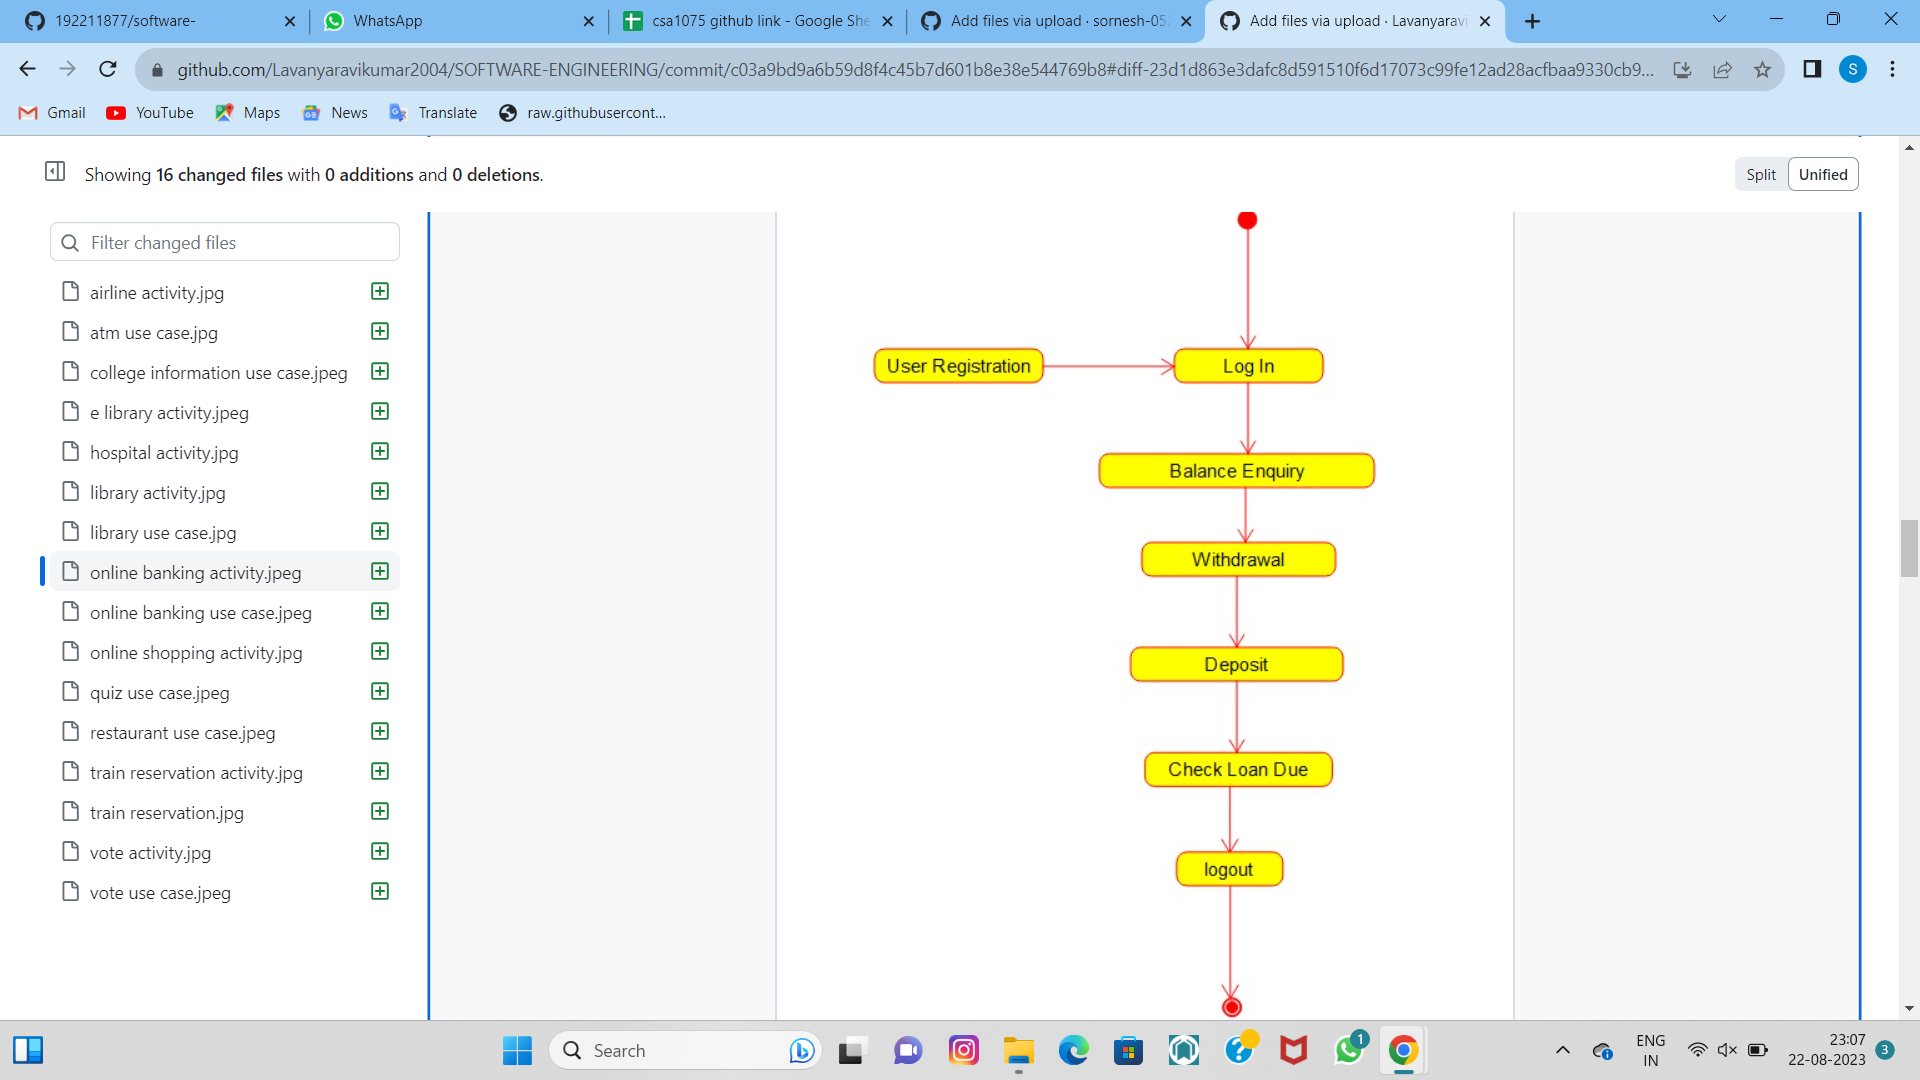 192211877/software-
WhatsApp
csa1075 github link - Google She
Add files via upload · sornesh-05
Add files via upload · Lavanyaravi
github.com/Lavanyaravikumar2004/SOFTWARE-ENGINEERING/commit/c03a9bd9a6b59d8f4c45b7d601b8e38e544769b8#diff-23d1d863e3dafc8d591510f6d17073c99fe12ad28acfbaa9330cb9...
S
Gmail
YouTube
Maps
News
Translate
raw.githubusercont...
Showing 16 changed files with 0 additions and 0 deletions.
Split
Unified
Filter changed files
airline activity.jpg
atm use case.jpg
college information use case.jpeg
e library activity.jpeg
hospital activity.jpg
library activity.jpg
library use case.jpg
online banking activity.jpeg
online banking use case.jpeg
online shopping activity.jpg
quiz use case.jpeg
restaurant use case.jpeg
train reservation activity.jpg
train reservation.jpg
vote activity.jpg
vote use case.jpeg
User Registration
Log In
Balance Enquiry
Withdrawal
Deposit
Check Loan Due
logout
Search
1
ENG
IN
23:07
22-08-2023
3